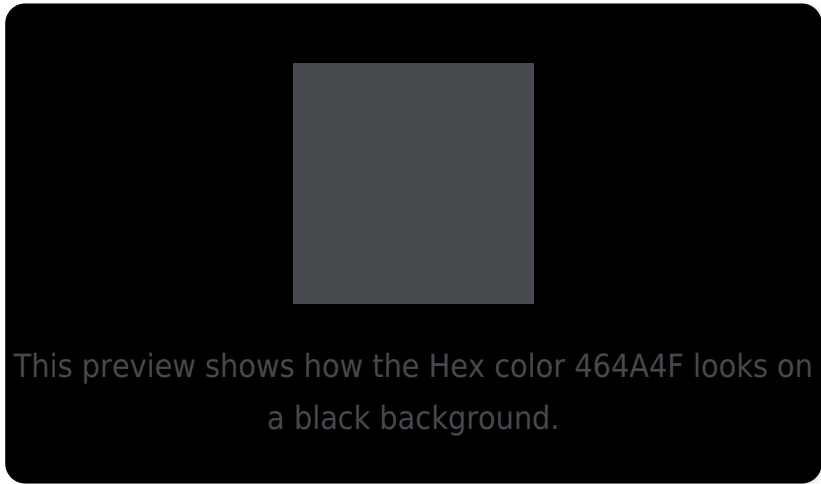 This preview shows how the Hex color 464A4F looks on
a black background.